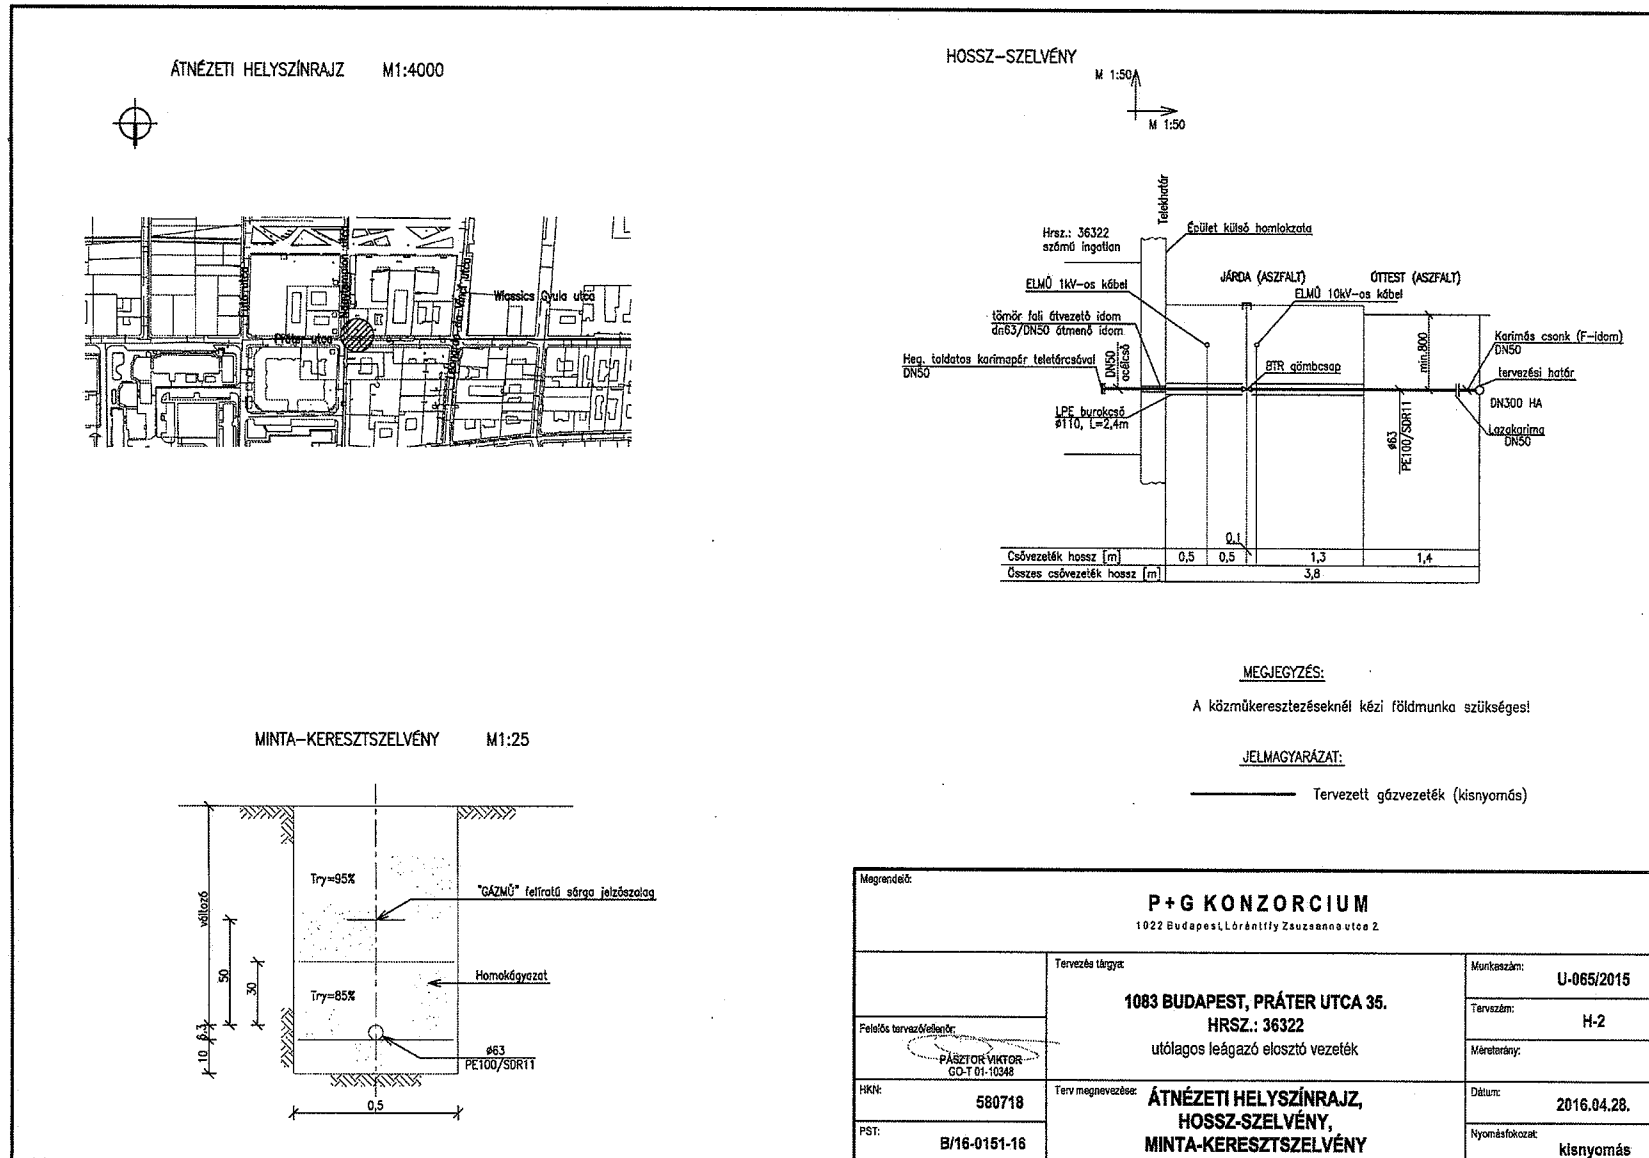 ÁTNÉZETI HELYSZÍNRAJZ M1:4000
Wlassics Gyula utca
Práter utca
HOSSZ-SZELVÉNY
M 1:50
M 1:50
Telekhatár
Hrsz.: 36322
számú ingatlan
Épület külső homlokzata
ELMŰ 1kV-os kábel
JÁRDA (ASZFALT)
ÚTTEST (ASZFALT)
ELMŰ 10kV-os kábel
tömör fali átvezető idom
dn63/DN50 átmenő idom
DN50
acélcső
Heg. toldatos karimapár teletárcsával
DN50
BTR gömbcsap
min.800
Karimás csonk (F-idom)
DN50
tervezési határ
DN300 HA
Lazakarima
DN50
LPE burokcső
ø110, L=2,4m
ø63
PE100/SDR11
0,1
Csővezeték hossz [m] 0,5 0,5 1,3 1,4
Összes csővezeték hossz [m] 3,8
MEGJEGYZÉS:
A közműkeresztezéseknél kézi földmunka szükséges!
JELMAGYARÁZAT:
Tervezett gázvezeték (kisnyomás)
MINTA-KERESZTSZELVÉNY M1:25
változó
Try=95%
"GÁZMŰ" feliratú sárga jelzőszalag
50
30
Try=85%
Homokágyazat
6,3
10
ø63
PE100/SDR11
0,5
Megrendelő:
P+G KONZORCIUM
1022 Budapest, Lórántffy Zsuzsanna utca 2.
Tervezés tárgya:
1083 BUDAPEST, PRÁTER UTCA 35.
HRSZ.: 36322
utólagos leágazó elosztó vezeték
Munkaszám:
U-065/2015
Tervszám:
H-2
Méretarány:
Felelős tervező/ellenőr:
PÁSZTOR VIKTOR
GO-T 01-10348
HKN:
580718
PST:
B/16-0151-16
Terv megnevezése:
ÁTNÉZETI HELYSZÍNRAJZ,
HOSSZ-SZELVÉNY,
MINTA-KERESZTSZELVÉNY
Dátum:
2016.04.28.
Nyomásfokozat:
kisnyomás